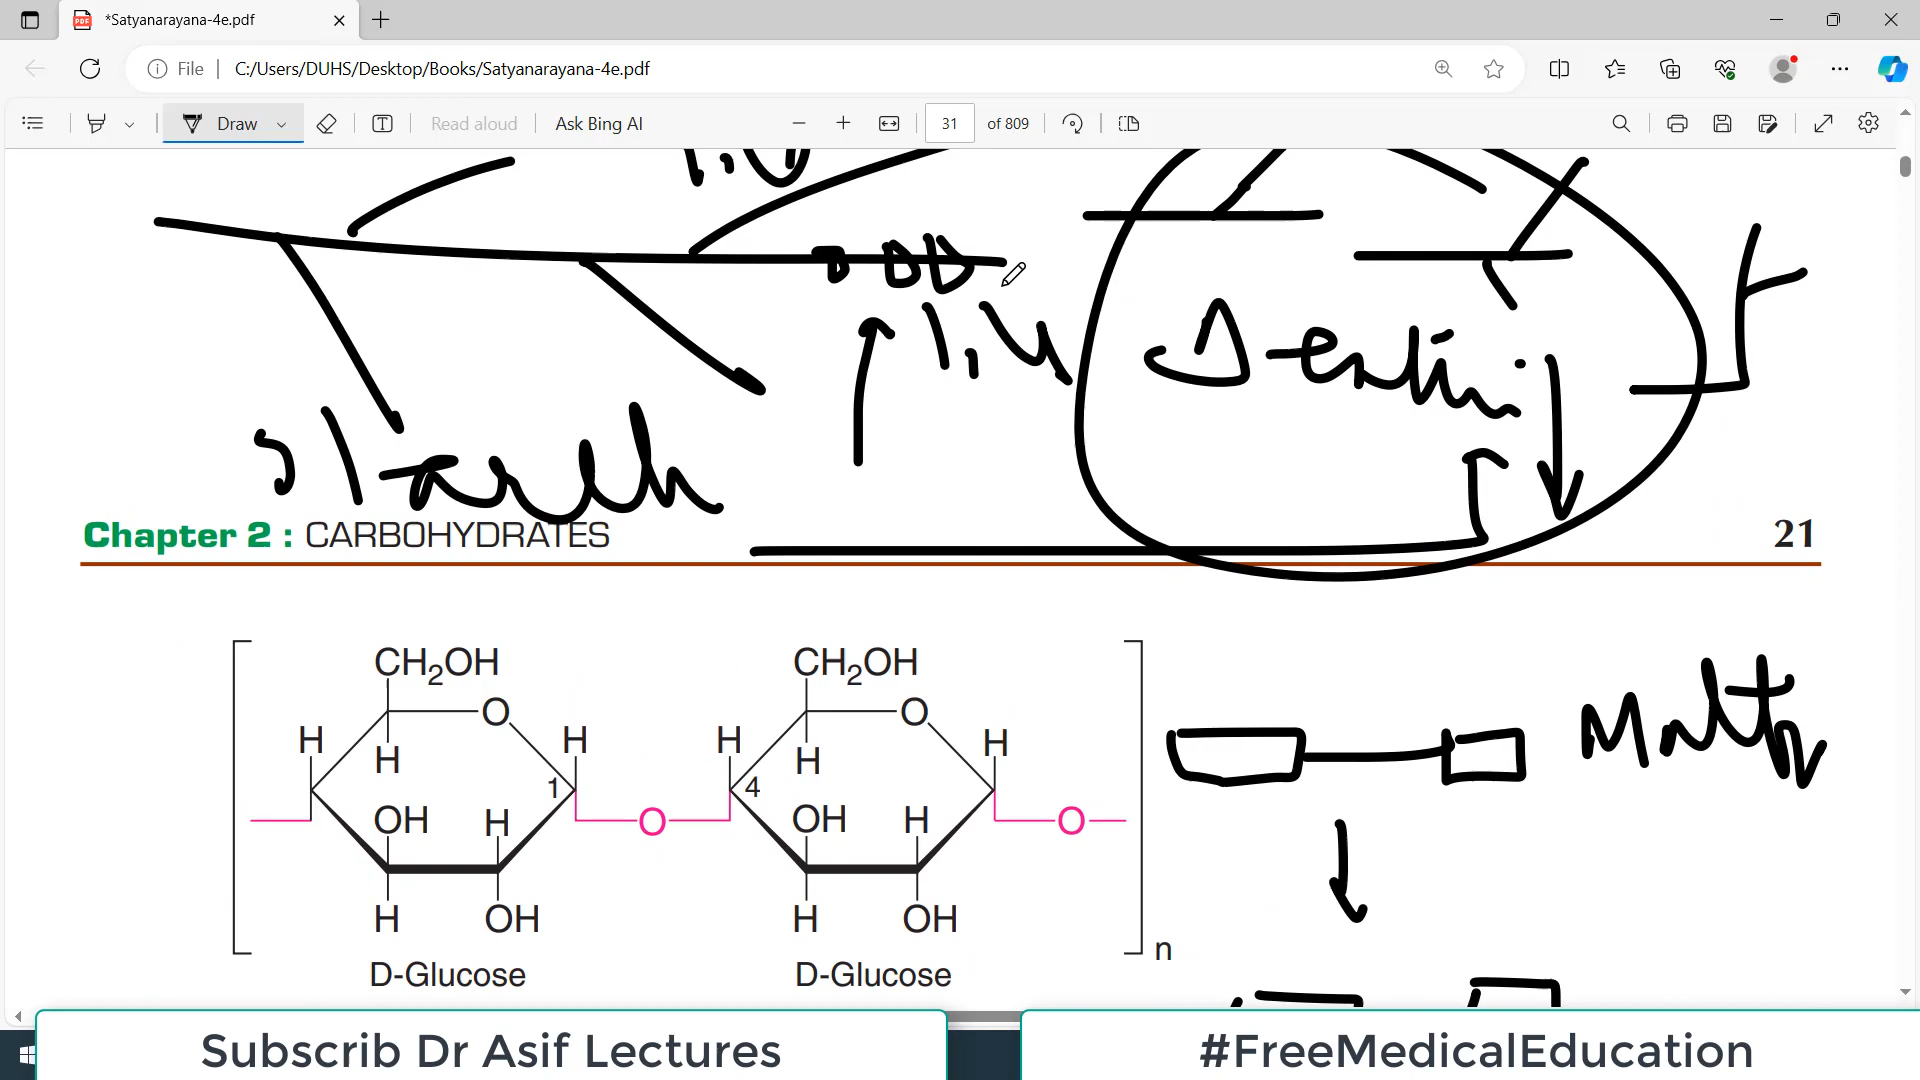 *Satyanarayana-4e.pdf
File C:/Users/DUHS/Desktop/Books/Satyanarayana-4e.pdf
Draw Read aloud Ask Bing AI 31 of 809
1,4
Starch
Chapter 2 : CARBOHYDRATES 21
CH2OH CH2OH
O O
H H H H
H H
1 4
OH H O OH H O
H OH H OH
n
D-Glucose D-Glucose
Subscrib Dr Asif Lectures #FreeMedicalEducation